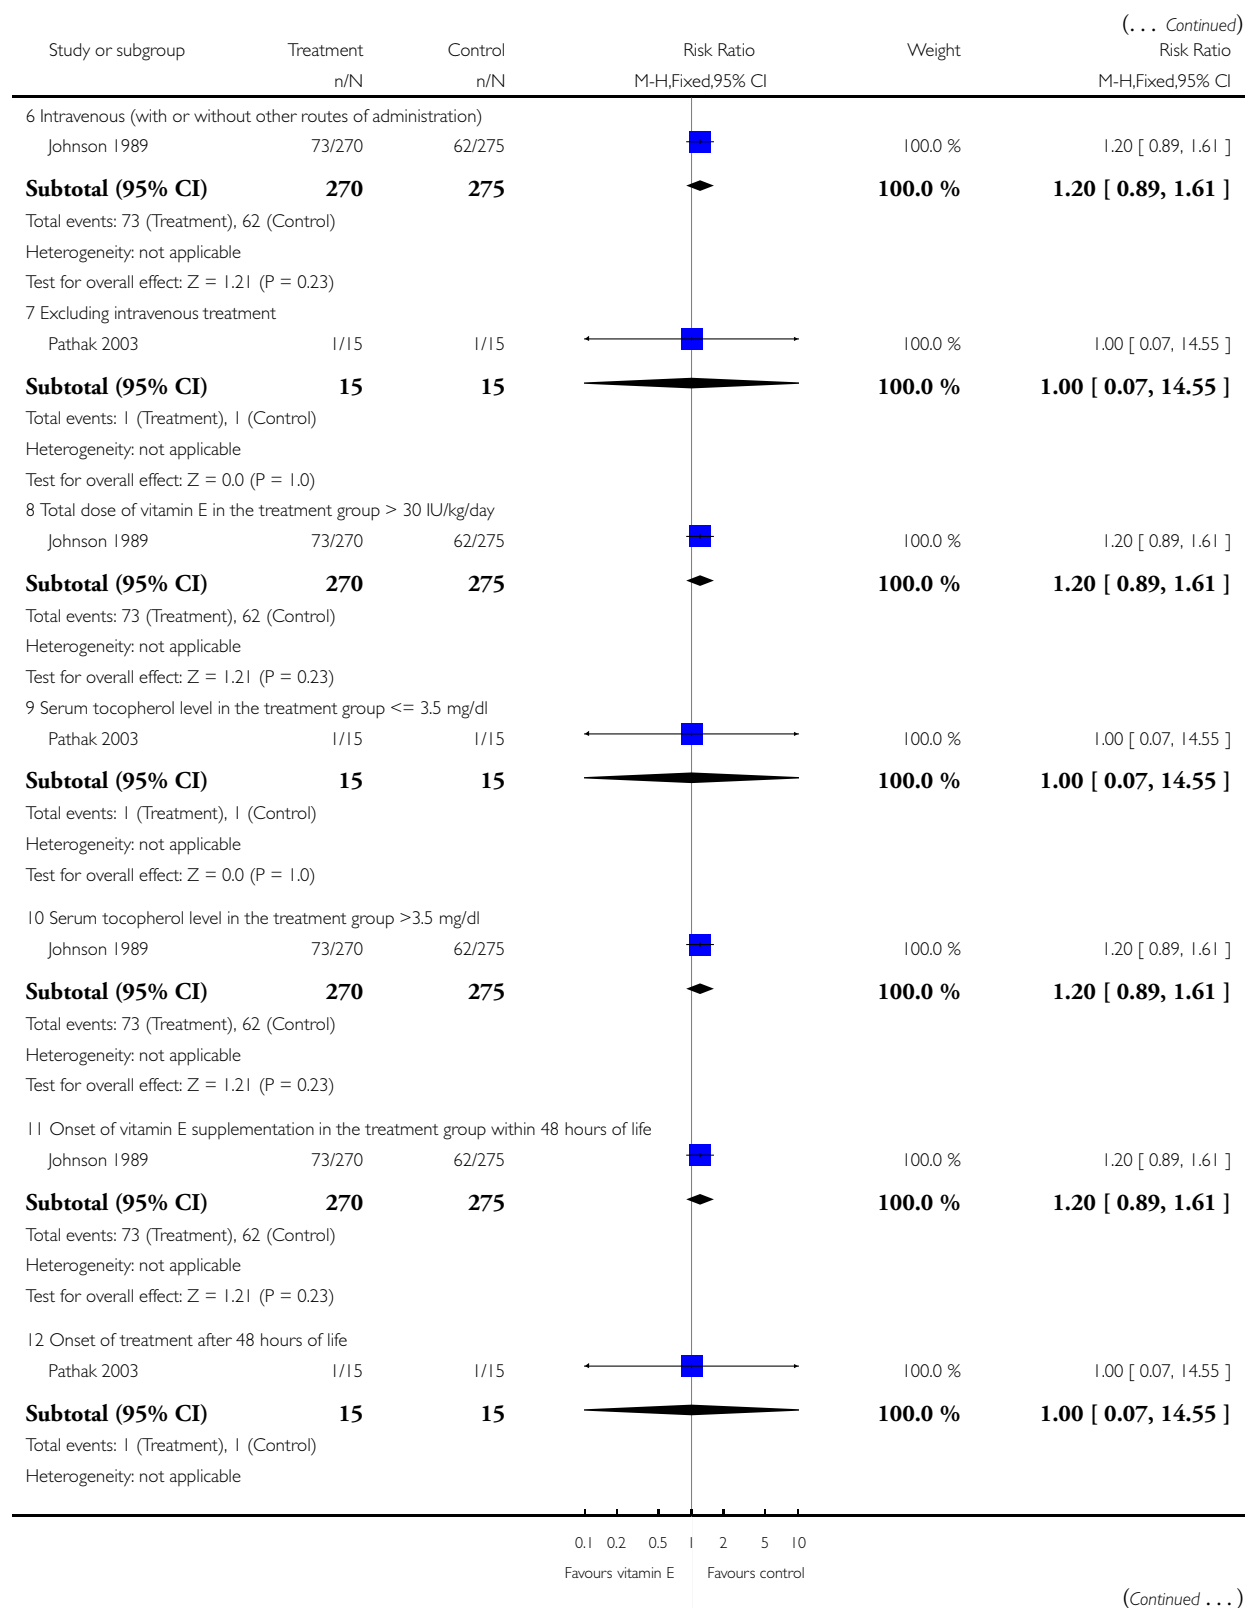 (... Continued)
Study or subgroup Treatment Control Risk Ratio Weight Risk Ratio
n/N n/N M-H,Fixed,95% CI M-H,Fixed,95% CI
6 Intravenous (with or without other routes of administration)
Johnson 1989 73/270 62/275 100.0 % 1.20 [ 0.89, 1.61 ]
Subtotal (95% CI) 270 275 100.0 % 1.20 [ 0.89, 1.61 ]
Total events: 73 (Treatment), 62 (Control)
Heterogeneity: not applicable
Test for overall effect: Z = 1.21 (P = 0.23)
7 Excluding intravenous treatment
Pathak 2003 1/15 1/15 100.0 % 1.00 [ 0.07, 14.55 ]
Subtotal (95% CI) 15 15 100.0 % 1.00 [ 0.07, 14.55 ]
Total events: 1 (Treatment), 1 (Control)
Heterogeneity: not applicable
Test for overall effect: Z = 0.0 (P = 1.0)
8 Total dose of vitamin E in the treatment group > 30 IU/kg/day
Johnson 1989 73/270 62/275 100.0 % 1.20 [ 0.89, 1.61 ]
Subtotal (95% CI) 270 275 100.0 % 1.20 [ 0.89, 1.61 ]
Total events: 73 (Treatment), 62 (Control)
Heterogeneity: not applicable
Test for overall effect: Z = 1.21 (P = 0.23)
9 Serum tocopherol level in the treatment group <= 3.5 mg/dl
Pathak 2003 1/15 1/15 100.0 % 1.00 [ 0.07, 14.55 ]
Subtotal (95% CI) 15 15 100.0 % 1.00 [ 0.07, 14.55 ]
Total events: 1 (Treatment), 1 (Control)
Heterogeneity: not applicable
Test for overall effect: Z = 0.0 (P = 1.0)
10 Serum tocopherol level in the treatment group >3.5 mg/dl
Johnson 1989 73/270 62/275 100.0 % 1.20 [ 0.89, 1.61 ]
Subtotal (95% CI) 270 275 100.0 % 1.20 [ 0.89, 1.61 ]
Total events: 73 (Treatment), 62 (Control)
Heterogeneity: not applicable
Test for overall effect: Z = 1.21 (P = 0.23)
11 Onset of vitamin E supplementation in the treatment group within 48 hours of life
Johnson 1989 73/270 62/275 100.0 % 1.20 [ 0.89, 1.61 ]
Subtotal (95% CI) 270 275 100.0 % 1.20 [ 0.89, 1.61 ]
Total events: 73 (Treatment), 62 (Control)
Heterogeneity: not applicable
Test for overall effect: Z = 1.21 (P = 0.23)
12 Onset of treatment after 48 hours of life
Pathak 2003 1/15 1/15 100.0 % 1.00 [ 0.07, 14.55 ]
Subtotal (95% CI) 15 15 100.0 % 1.00 [ 0.07, 14.55 ]
Total events: 1 (Treatment), 1 (Control)
Heterogeneity: not applicable
0.1 0.2 0.5 1 2 5 10
Favours vitamin E Favours control
(Continued ...)